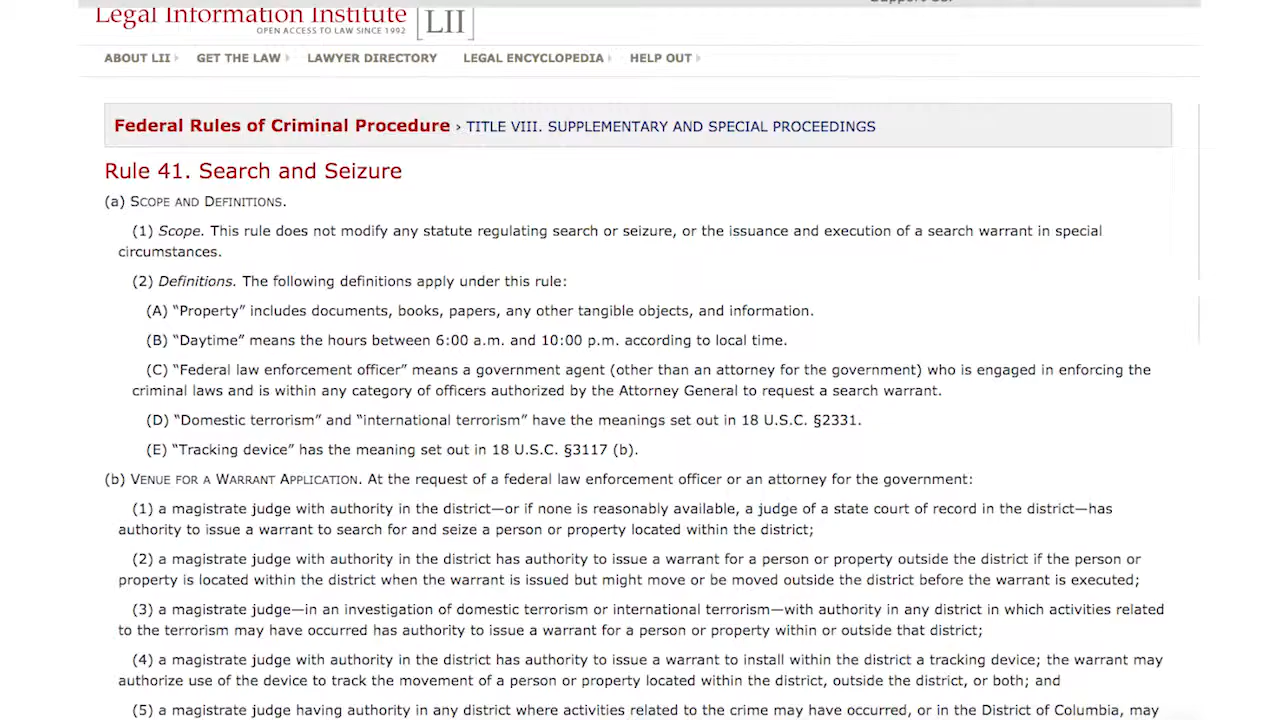 Support Us!
Legal Information Institute [LII]
OPEN ACCESS TO LAW SINCE 1992
ABOUT LII GET THE LAW LAWYER DIRECTORY LEGAL ENCYCLOPEDIA HELP OUT
Federal Rules of Criminal Procedure › TITLE VIII. SUPPLEMENTARY AND SPECIAL PROCEEDINGS
Rule 41. Search and Seizure
(a) SCOPE AND DEFINITIONS.
(1) Scope. This rule does not modify any statute regulating search or seizure, or the issuance and execution of a search warrant in special
circumstances.
(2) Definitions. The following definitions apply under this rule:
(A) “Property” includes documents, books, papers, any other tangible objects, and information.
(B) “Daytime” means the hours between 6:00 a.m. and 10:00 p.m. according to local time.
(C) “Federal law enforcement officer” means a government agent (other than an attorney for the government) who is engaged in enforcing the
criminal laws and is within any category of officers authorized by the Attorney General to request a search warrant.
(D) “Domestic terrorism” and “international terrorism” have the meanings set out in 18 U.S.C. §2331.
(E) “Tracking device” has the meaning set out in 18 U.S.C. §3117 (b).
(b) VENUE FOR A WARRANT APPLICATION. At the request of a federal law enforcement officer or an attorney for the government:
(1) a magistrate judge with authority in the district—or if none is reasonably available, a judge of a state court of record in the district—has
authority to issue a warrant to search for and seize a person or property located within the district;
(2) a magistrate judge with authority in the district has authority to issue a warrant for a person or property outside the district if the person or
property is located within the district when the warrant is issued but might move or be moved outside the district before the warrant is executed;
(3) a magistrate judge—in an investigation of domestic terrorism or international terrorism—with authority in any district in which activities related
to the terrorism may have occurred has authority to issue a warrant for a person or property within or outside that district;
(4) a magistrate judge with authority in the district has authority to issue a warrant to install within the district a tracking device; the warrant may
authorize use of the device to track the movement of a person or property located within the district, outside the district, or both; and
(5) a magistrate judge having authority in any district where activities related to the crime may have occurred, or in the District of Columbia, may